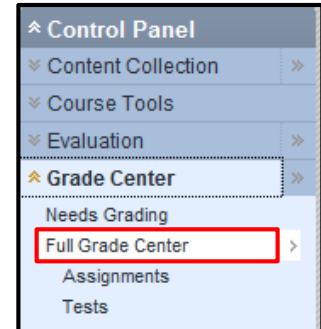 Control Panel
Content Collection
Course Tools
Evaluation
Grade Center
Needs Grading
Full Grade Center
Assignments
Tests